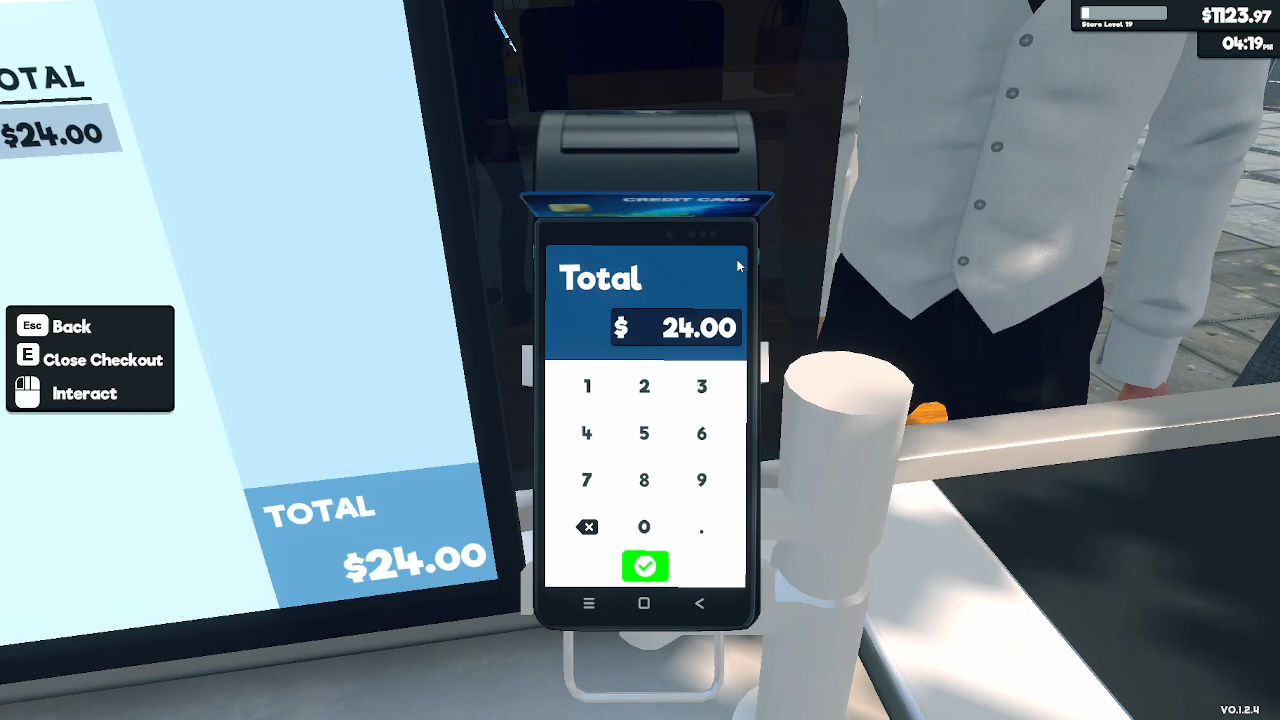 OTAL
$24.00
TOTAL
$24.00
Esc Back
E Close Checkout
Interact
CREDIT CARD
Total
$ 24.00
1 2 3
4 5 6
7 8 9
0 .
$1123.97
Store Level 19
04:19PM
V0.1.2.4